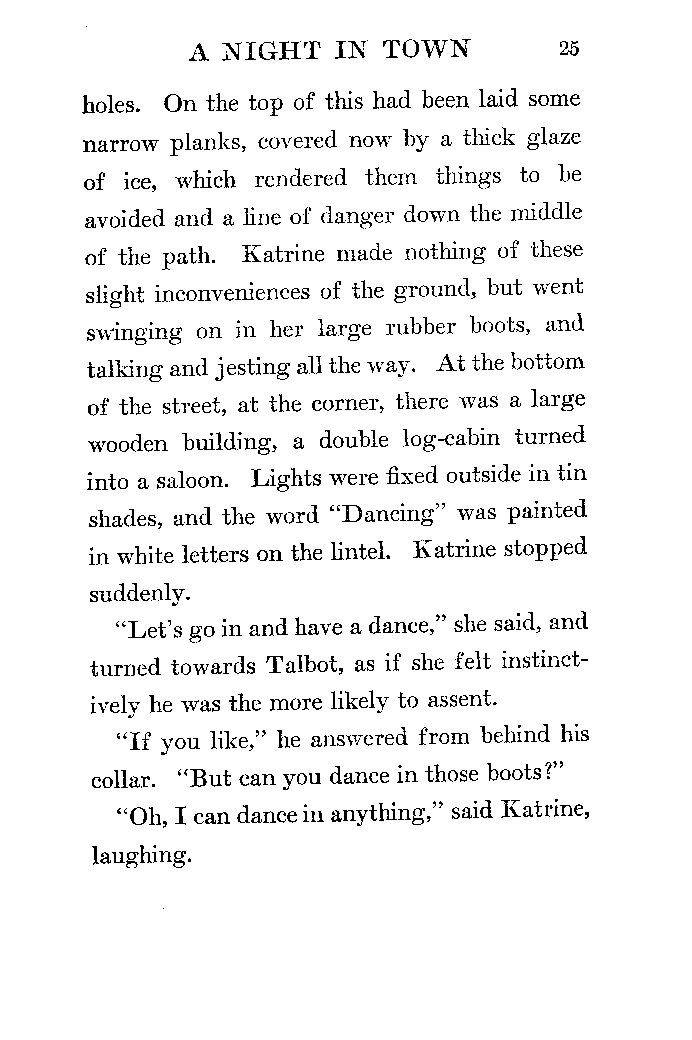 A NIGHT IN TOWN 25
holes. On the top of this had been laid some
narrow planks, covered now by a thick glaze
of ice, which rendered them things to be
avoided and a line of danger down the middle
of the path. Katrine made nothing of these
slight inconveniences of the ground, but went
swinging on in her large rubber boots, and
talking and jesting all the way. At the bottom
of the street, at the corner, there was a large
wooden building, a double log-cabin turned
into a saloon. Lights were fixed outside in tin
shades, and the word “Dancing” was painted
in white letters on the lintel. Katrine stopped
suddenly.
“Let’s go in and have a dance,” she said, and
turned towards Talbot, as if she felt instinct-
ively he was the more likely to assent.
“If you like,” he answered from behind his
collar. “But can you dance in those boots?”
“Oh, I can dance in anything,” said Katrine,
laughing.